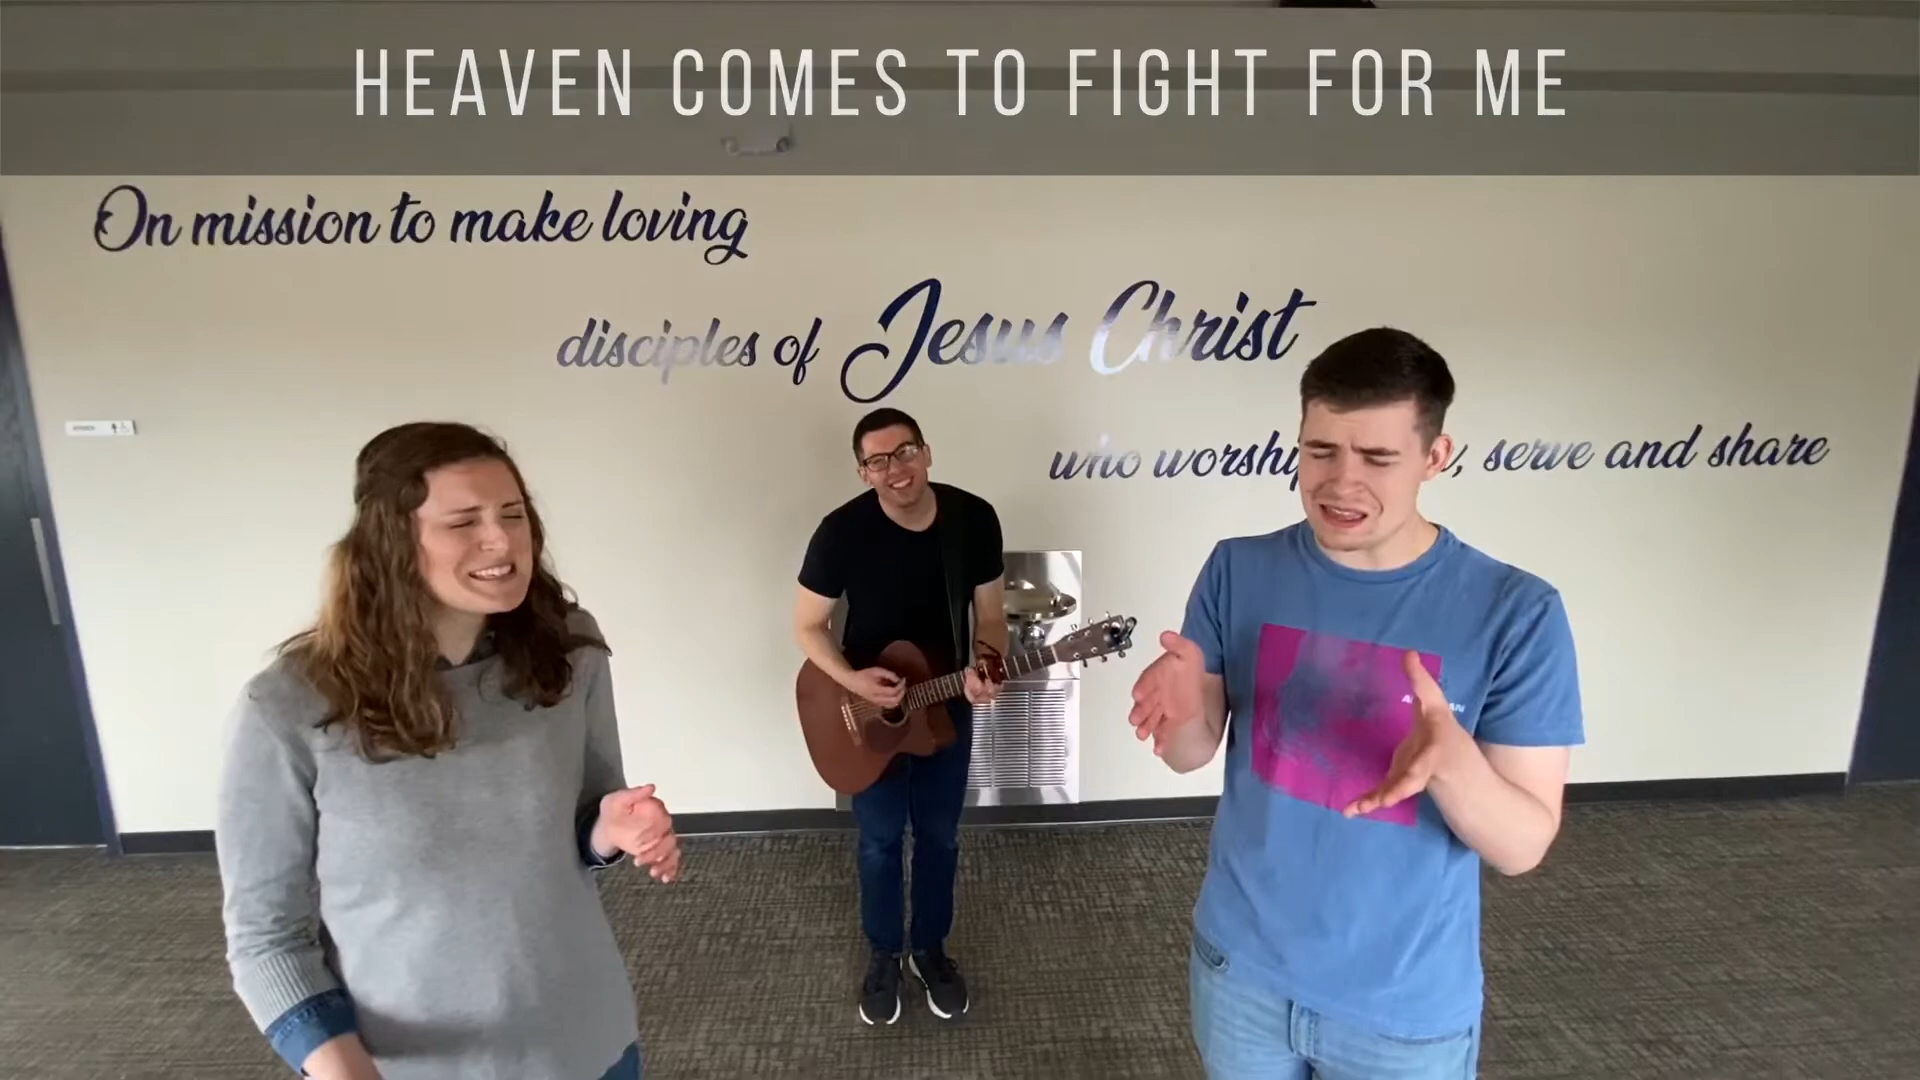 HEAVEN COMES TO FIGHT FOR ME
On mission to make loving
disciples of Jesus Christ
who worship, serve and share